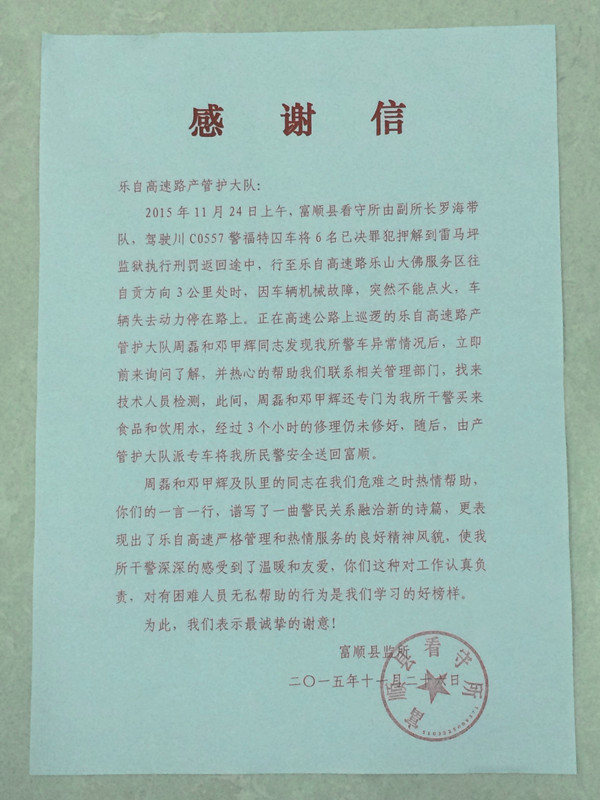 感 谢 信
乐自高速路产管护大队：
2015 年 11 月 24 日上午，富顺县看守所由副所长罗海带
队，驾驶川 C0557 警福特囚车将 6 名已决罪犯押解到雷马坪
监狱执行刑罚返回途中，行至乐自高速路乐山大佛服务区往
自贡方向 3 公里处时，因车辆机械故障，突然不能点火，车
辆失去动力停在路上。正在高速公路上巡逻的乐自高速路产
管护大队周磊和邓甲辉同志发现我所警车异常情况后，立即
前来询问了解，并热心的帮助我们联系相关管理部门，找来
技术人员检测，此间，周磊和邓甲辉还专门为我所干警买来
食品和饮用水，经过 3 个小时的修理仍未修好，随后，由产
管护大队派专车将我所民警安全送回富顺。
周磊和邓甲辉及队里的同志在我们危难之时热情帮助，
你们的一言一行，谱写了一曲警民关系融洽新的诗篇，更表
现出了乐自高速严格管理和热情服务的良好精神风貌，使我
所干警深深的感受到了温暖和友爱，你们这种对工作认真负
责，对有困难人员无私帮助的行为是我们学习的好榜样。
为此，我们表示最诚挚的谢意！
富顺县监所
二〇一五年十一月二十六日
富顺县看守所